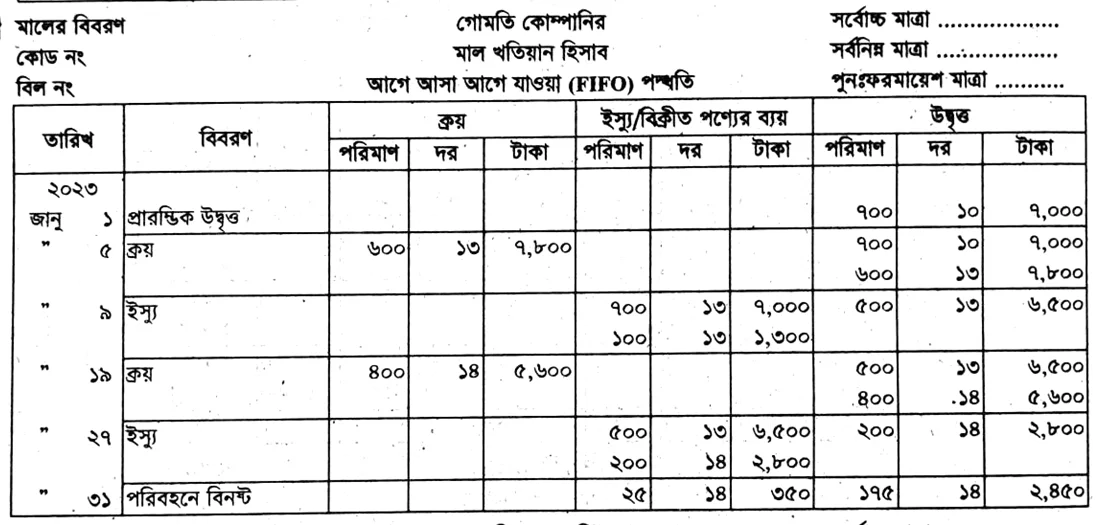 মালের বিবরণ গোমতি কোম্পানির সর্বোচ্চ মাত্রা ....................
কোড নং মাল খতিয়ান হিসাব সর্বনিম্ন মাত্রা ....................
বিল নং আগে আসা আগে যাওয়া (FIFO) পদ্ধতি পুনঃফরমায়েশ মাত্রা ...........
তারিখ বিবরণ ক্রয় ইস্যু/বিক্রীত পণ্যের ব্যয় উদ্বৃত্ত
পরিমাণ দর টাকা পরিমাণ দর টাকা পরিমাণ দর টাকা
২০২৩
জানু ১ প্রারম্ভিক উদ্বৃত্ত ৭০০ ১০ ৭,০০০
" ৫ ক্রয় ৬০০ ১৩ ৭,৮০০ ৭০০ ১০ ৭,০০০
৬০০ ১৩ ৭,৮০০
" ৯ ইস্যু ৭০০ ১৩ ৭,০০০ ৫০০ ১৩ ৬,৫০০
১০০ ১৩ ১,৩০০
" ১৯ ক্রয় ৪০০ ১৪ ৫,৬০০ ৫০০ ১৩ ৬,৫০০
৪০০ ১৪ ৫,৬০০
" ২৭ ইস্যু ৫০০ ১৩ ৬,৫০০ ২০০ ১৪ ২,৮০০
২০০ ১৪ ২,৮০০
" ৩১ পরিবহনে বিনষ্ট ২৫ ১৪ ৩৫০ ১৭৫ ১৪ ২,৪৫০